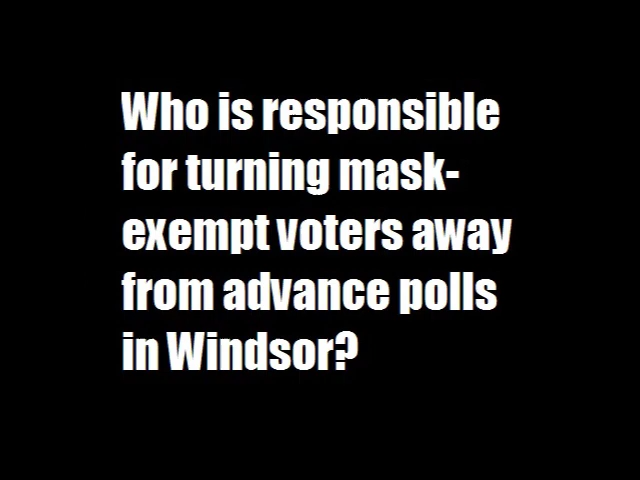 Who is responsible
for turning mask-
exempt voters away
from advance polls
in Windsor?